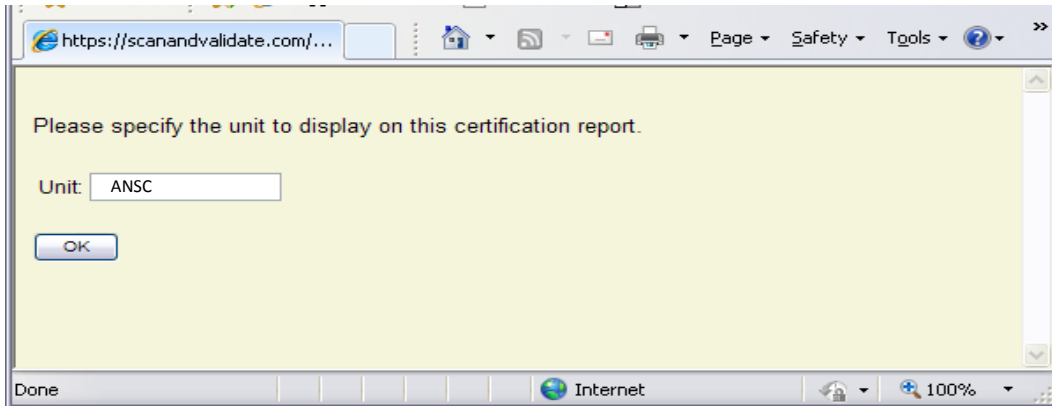 https://scanandvalidate.com/... Page Safety Tools »
Please specify the unit to display on this certification report.
Unit: ANSC
OK
Done Internet 100%